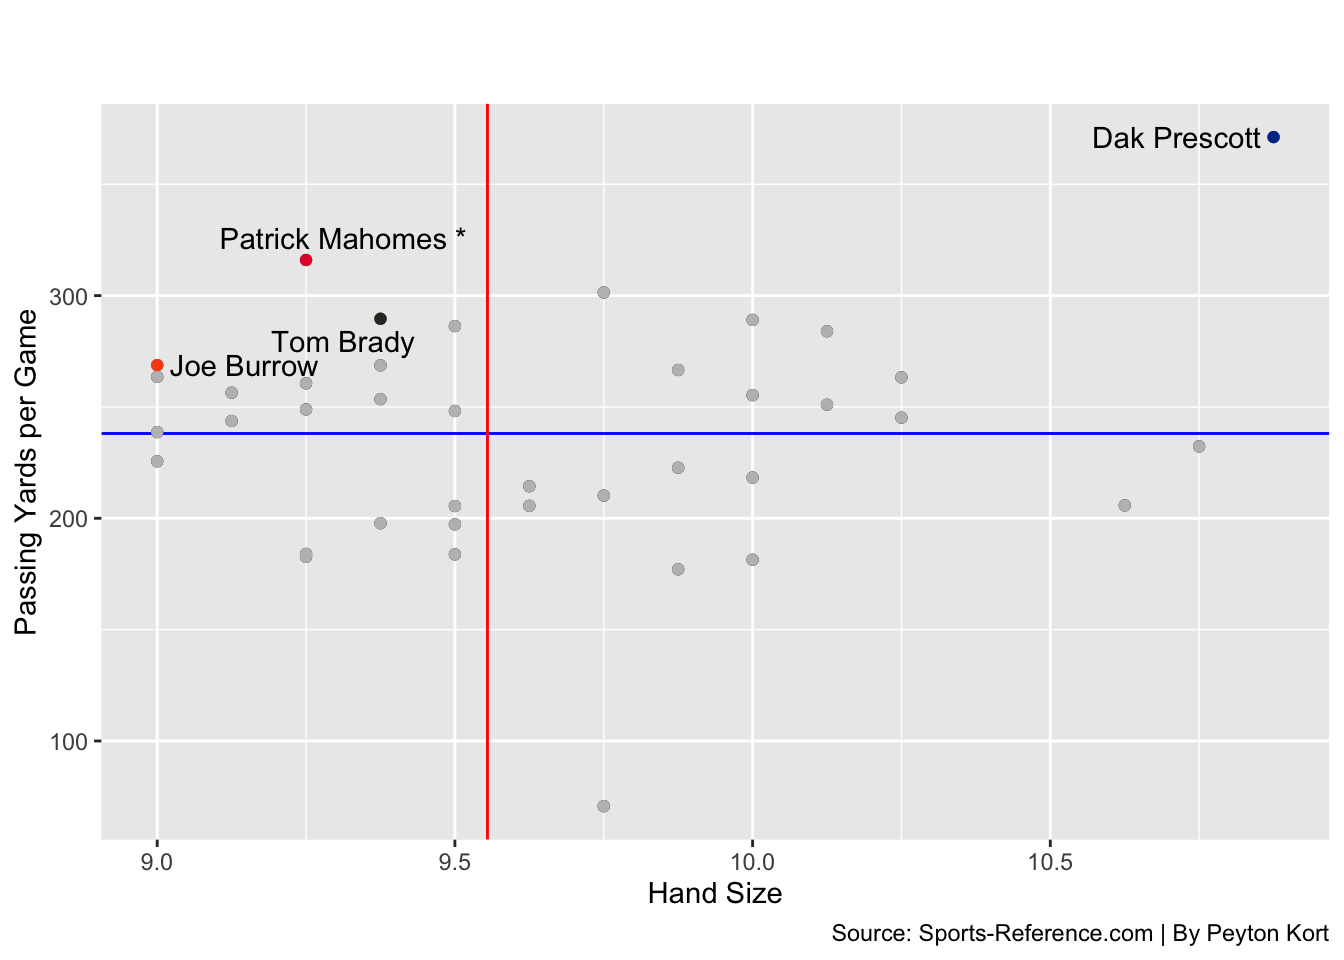 Dak Prescott
Patrick Mahomes *
Tom Brady
Joe Burrow
300
200
100
Passing Yards per Game
9.0
9.5
10.0
10.5
Hand Size
Source: Sports-Reference.com | By Peyton Kort